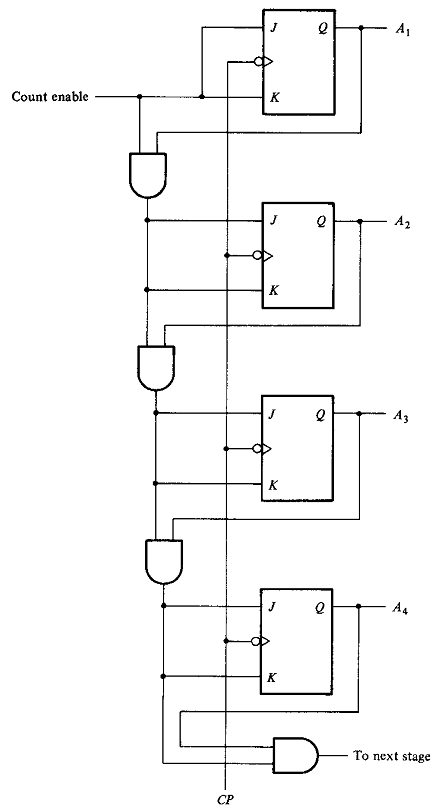 J Q A1
Count enable
K
J Q A2
K
J Q A3
K
J Q A4
K
To next stage
CP